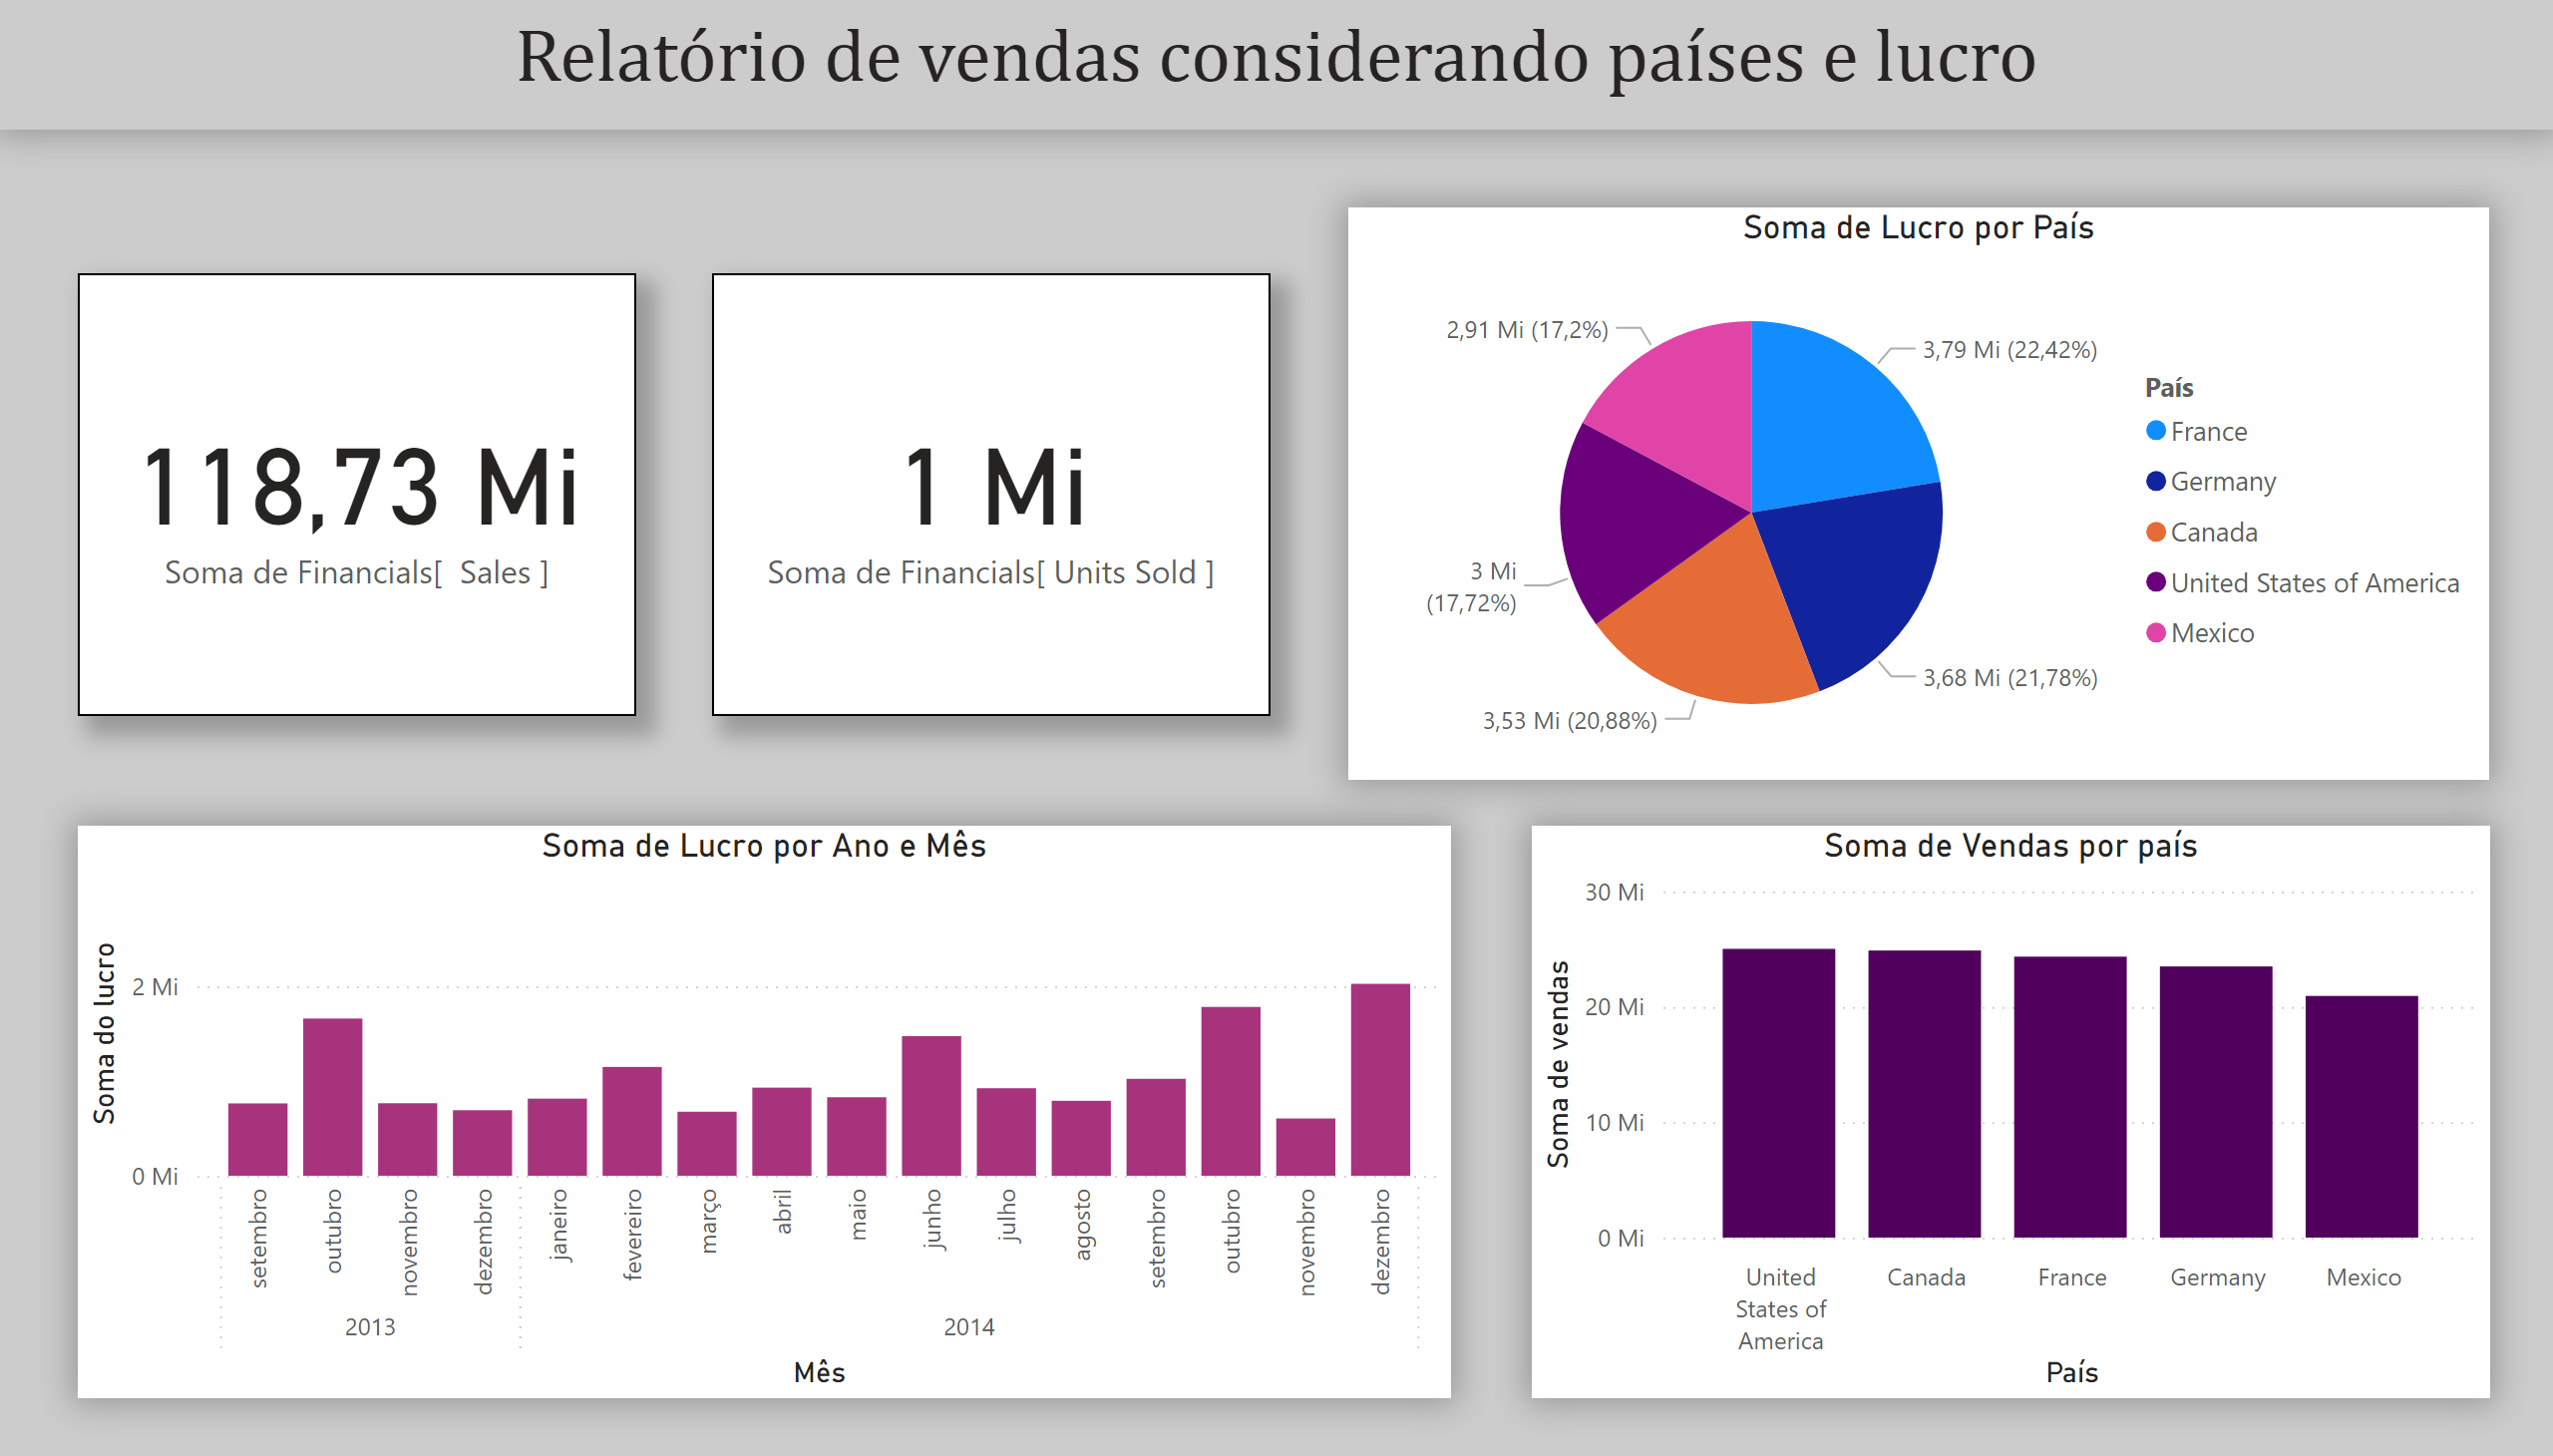 Relatório de vendas considerando países e lucro
118,73 Mi
Soma de Financials[  Sales ]
1 Mi
Soma de Financials[ Units Sold ]
Soma de Lucro por País
2,91 Mi (17,2%)
3,79 Mi (22,42%)
3 Mi
(17,72%)
3,53 Mi (20,88%)
3,68 Mi (21,78%)
País
France
Germany
Canada
United States of America
Mexico
Soma de Lucro por Ano e Mês
Soma do lucro
2 Mi
0 Mi
setembro
outubro
novembro
dezembro
janeiro
fevereiro
março
abril
maio
junho
julho
agosto
setembro
outubro
novembro
dezembro
2013
2014
Mês
Soma de Vendas por país
Soma de vendas
30 Mi
20 Mi
10 Mi
0 Mi
United
States of
America
Canada
France
Germany
Mexico
País